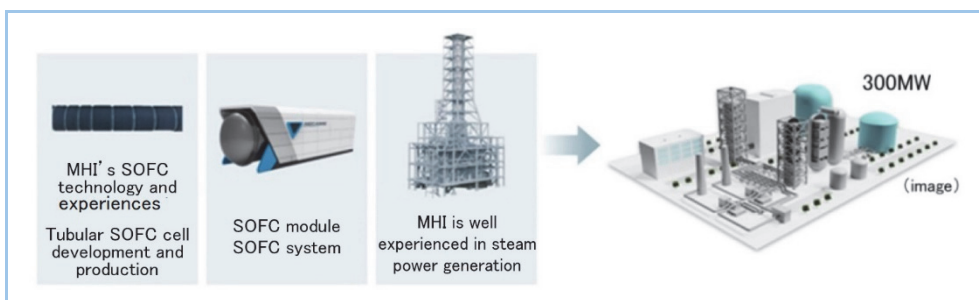 MHI's SOFC
technology and
experiences
Tubular SOFC cell
development and
production
SOFC module
SOFC system
MHI is well
experienced in steam
power generation
300MW
(image)